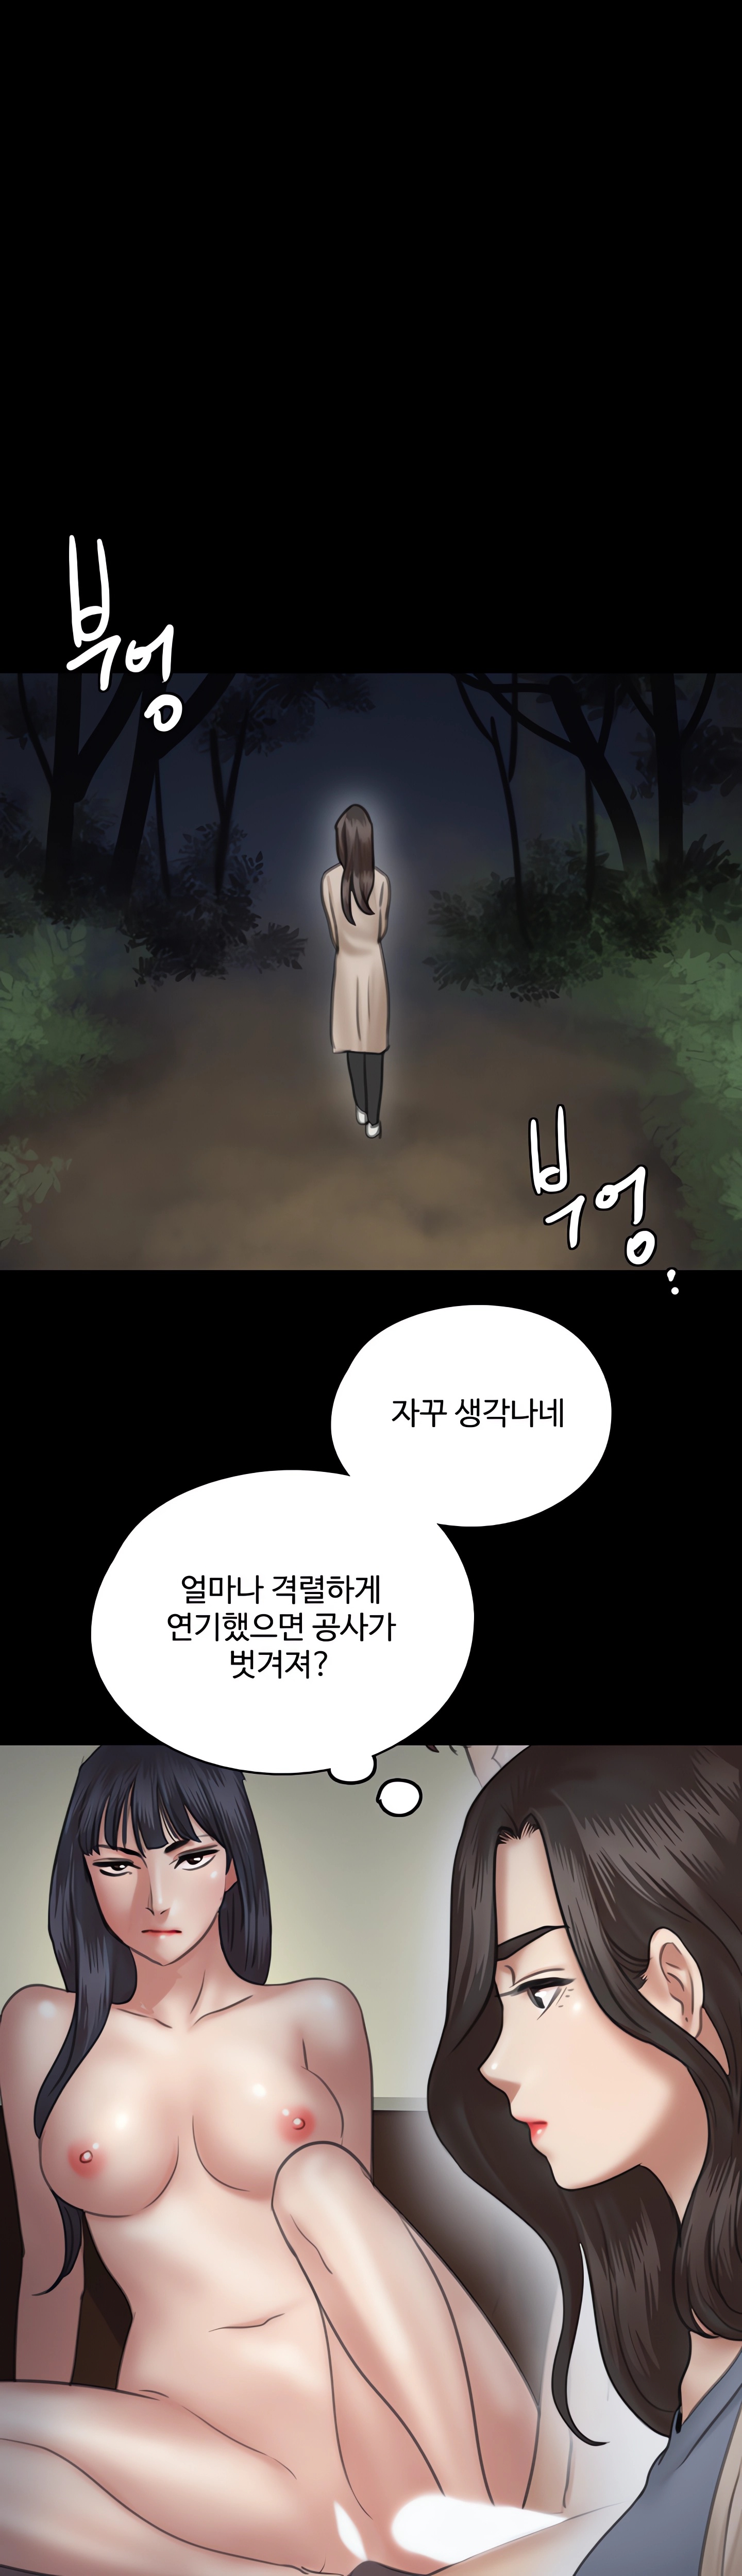 부엉
부엉
자꾸 생각나네
얼마나 격렬하게
연기했으면 공사가
벗겨져?